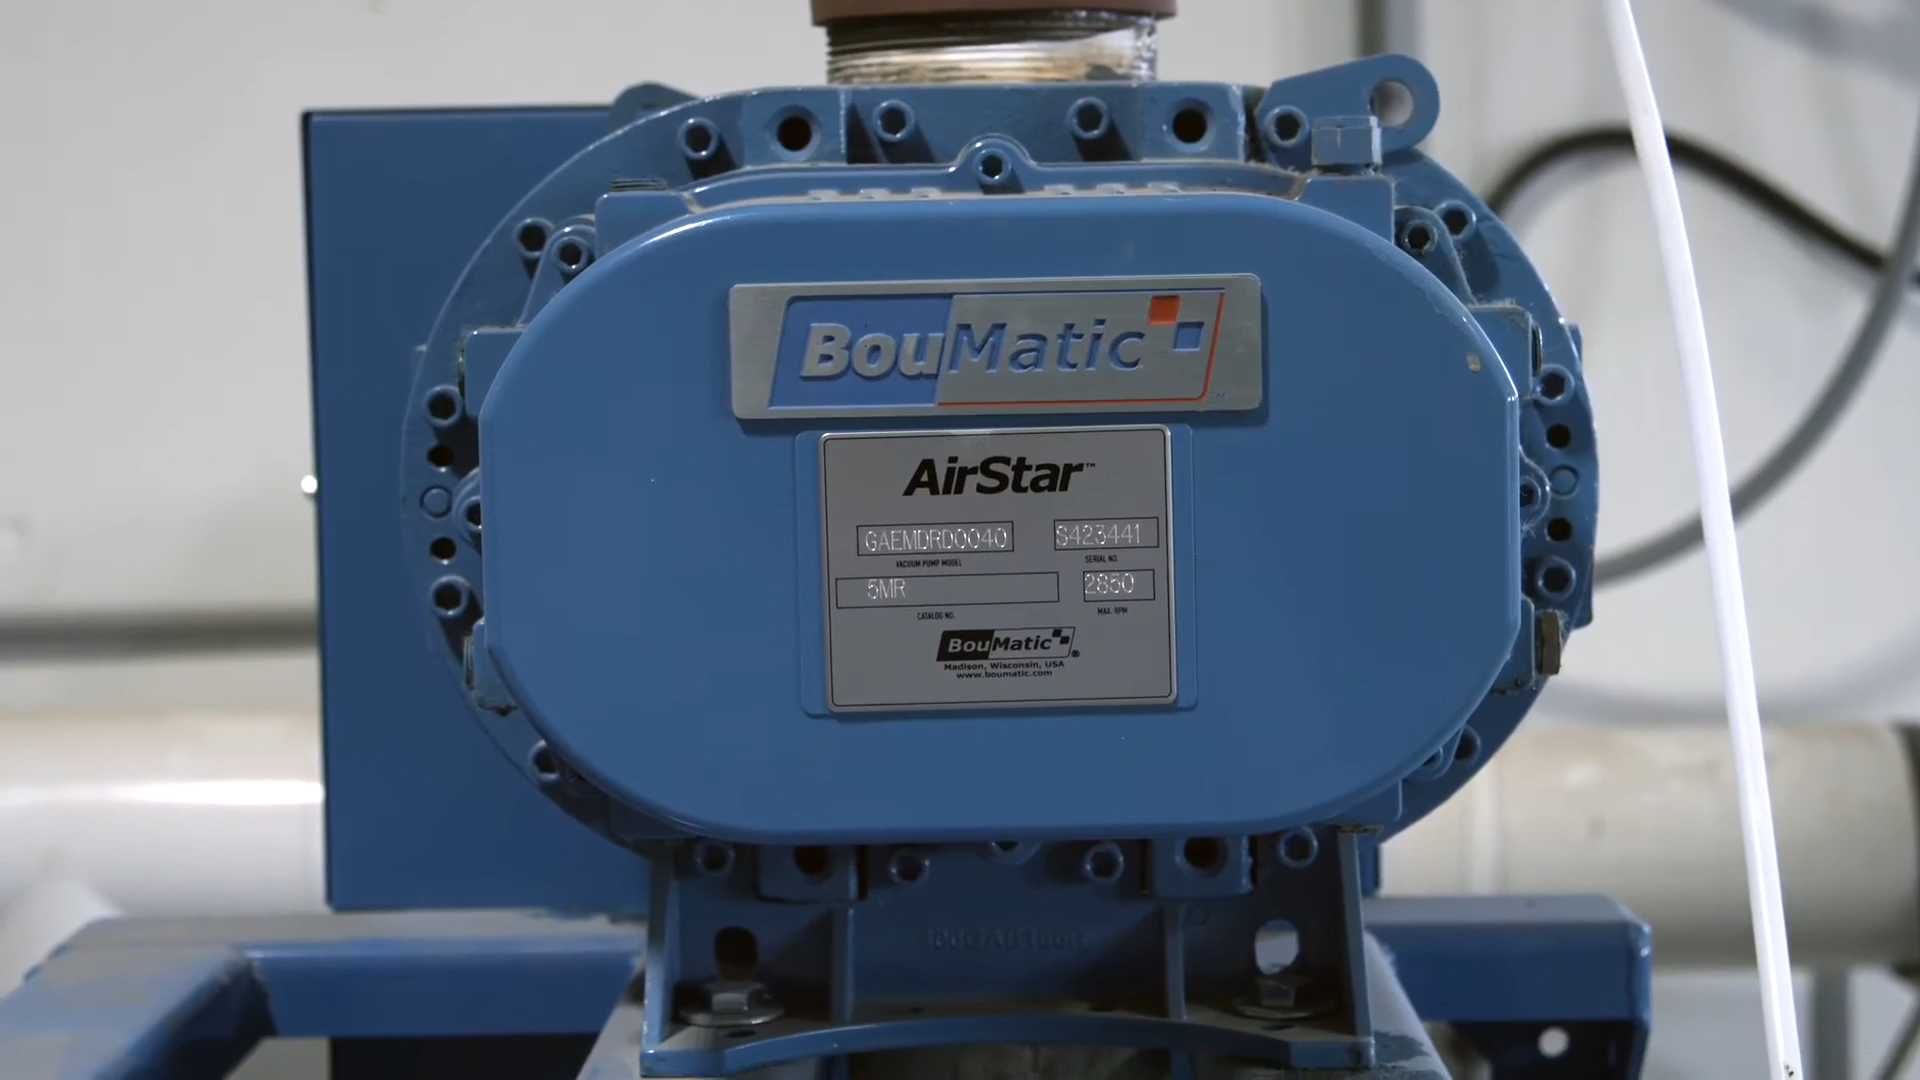 BouMatic
AirStar™
GAEMDRD0040 S423441
VACUUM PUMP MODEL SERIAL NO.
5MR 2850
CATALOG NO. MAX. RPM
BouMatic®
Madison, Wisconsin, USA
www.boumatic.com